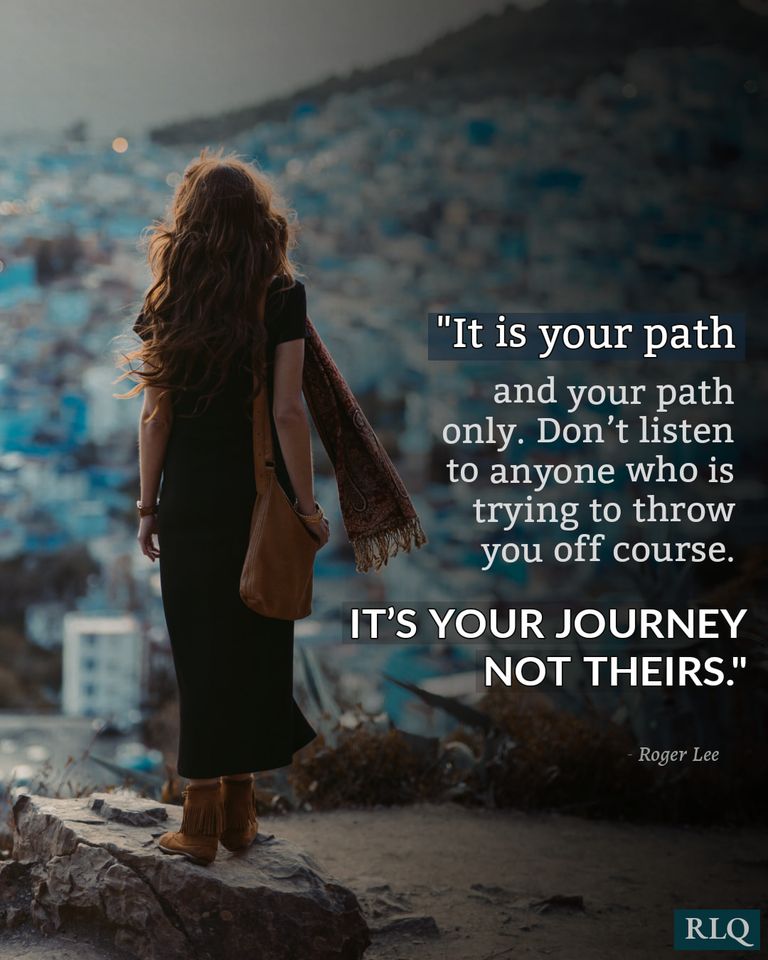 "It is your path
and your path
only. Don’t listen
to anyone who is
trying to throw
you off course.
IT’S YOUR JOURNEY
NOT THEIRS."
- Roger Lee
RLQ